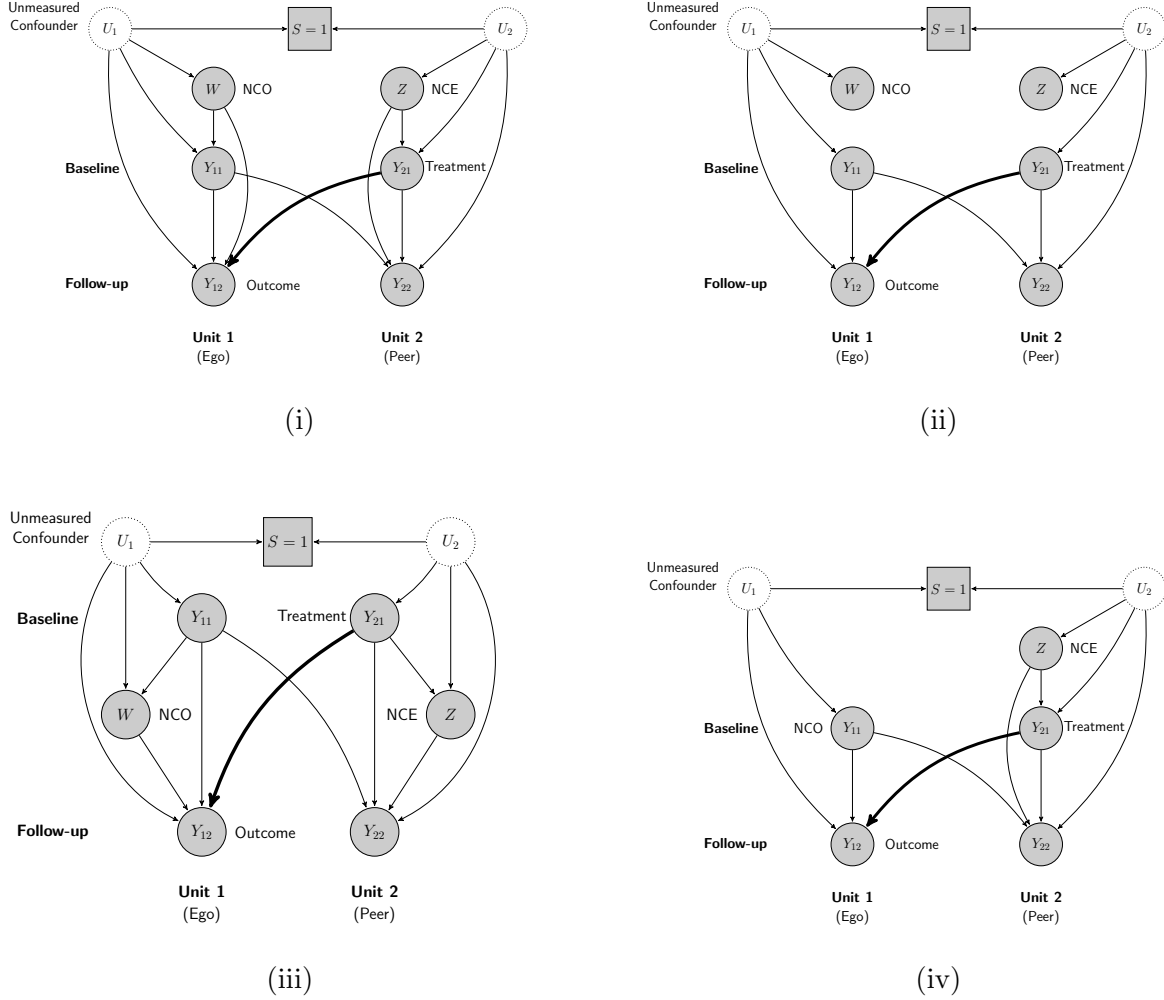 Unmeasured
Confounder
U₁
S = 1
U₂
W
NCO
Z
NCE
Baseline
Y₁₁
Y₂₁
Treatment
Follow-up
Y₁₂
Outcome
Y₂₂
Unit 1
(Ego)
Unit 2
(Peer)
(i)
Unmeasured
Confounder
U₁
S = 1
U₂
W
NCO
Z
NCE
Baseline
Y₁₁
Y₂₁
Treatment
Follow-up
Y₁₂
Outcome
Y₂₂
Unit 1
(Ego)
Unit 2
(Peer)
(ii)
Unmeasured
Confounder
U₁
S = 1
U₂
Baseline
Y₁₁
Treatment
Y₂₁
W
NCO
NCE
Z
Follow-up
Y₁₂
Outcome
Y₂₂
Unit 1
(Ego)
Unit 2
(Peer)
(iii)
Unmeasured
Confounder
U₁
S = 1
U₂
Z
NCE
Baseline
NCO
Y₁₁
Y₂₁
Treatment
Follow-up
Y₁₂
Outcome
Y₂₂
Unit 1
(Ego)
Unit 2
(Peer)
(iv)